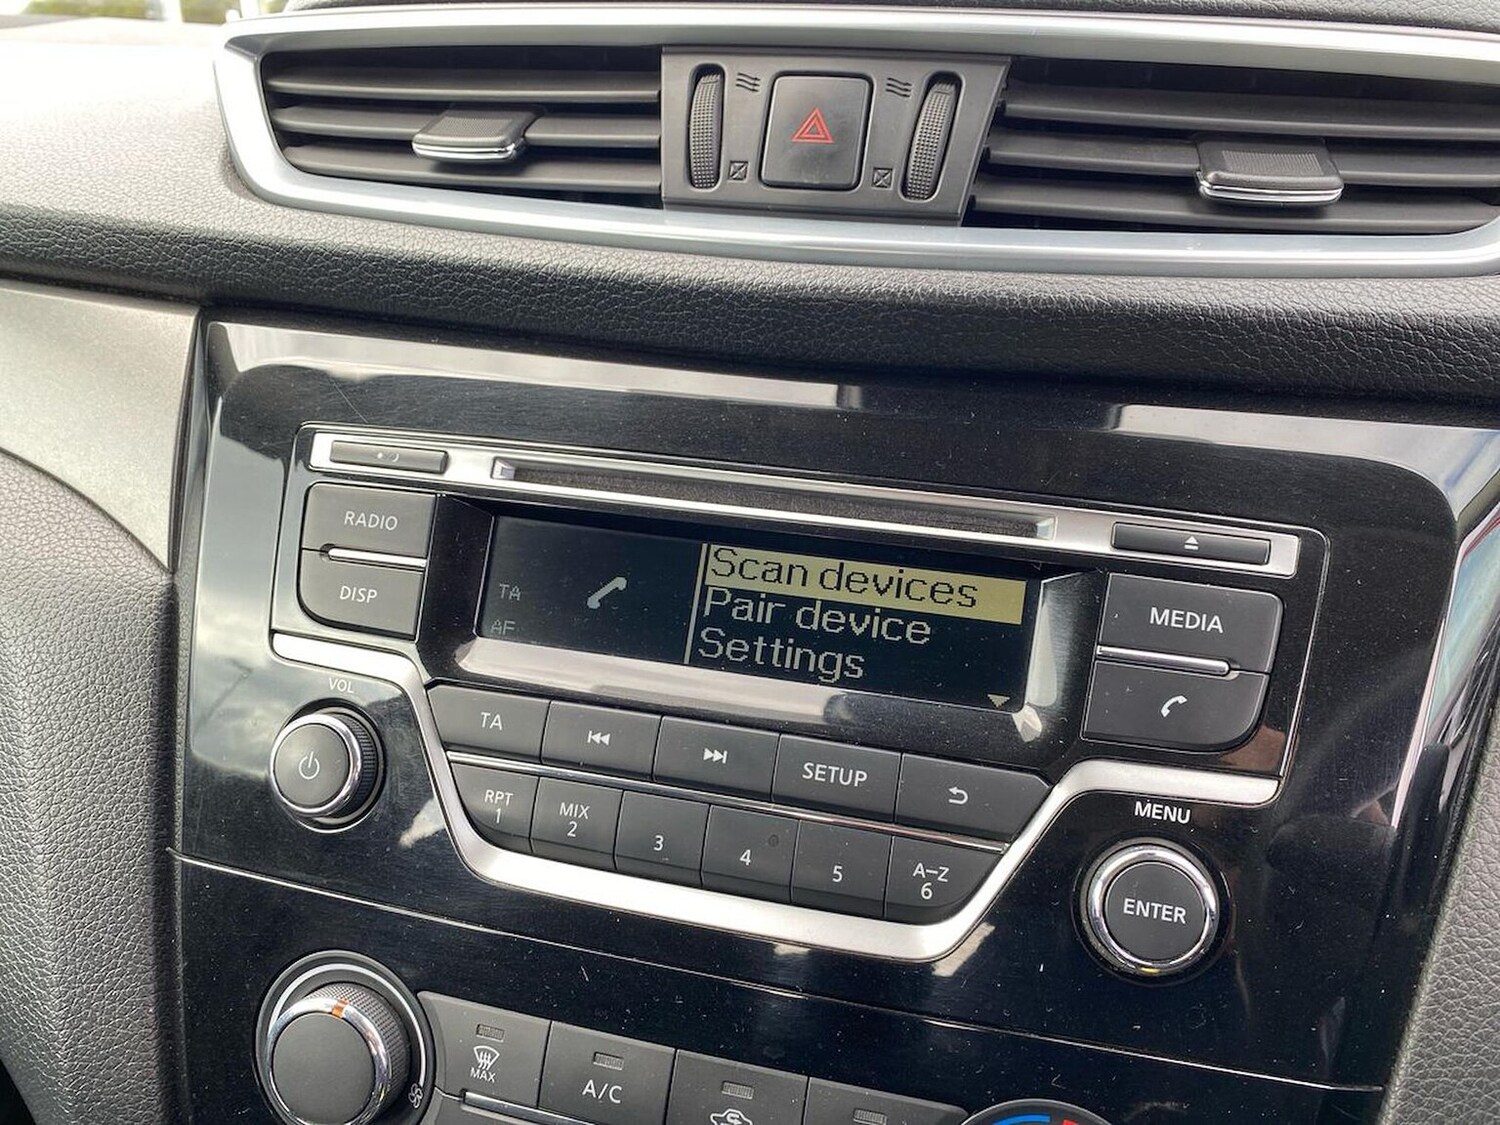 RADIO
DISP
TA
AF
Scan devices
Pair device
Settings
MEDIA
VOL
TA
SETUP
RPT
1
MIX
2
3
4
5
A–Z
6
MENU
ENTER
MAX
A/C